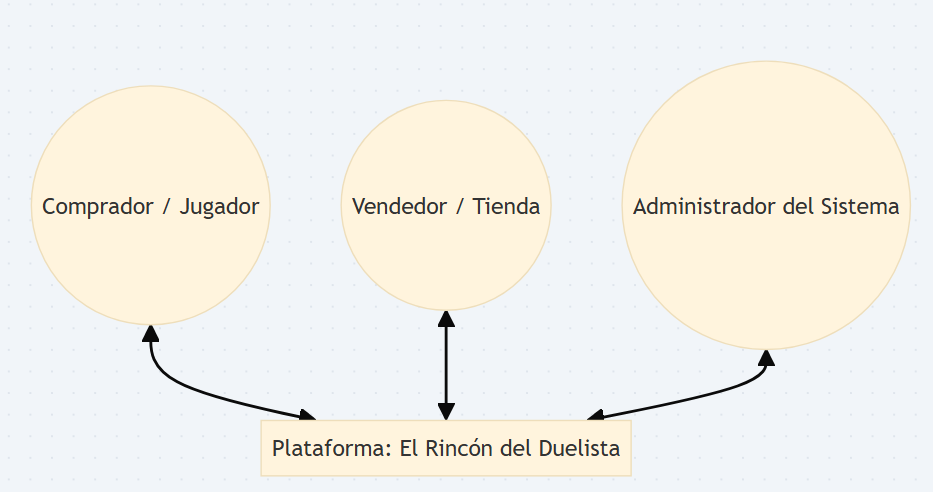 Comprador / Jugador
Vendedor / Tienda
Administrador del Sistema
Plataforma: El Rincón del Duelista